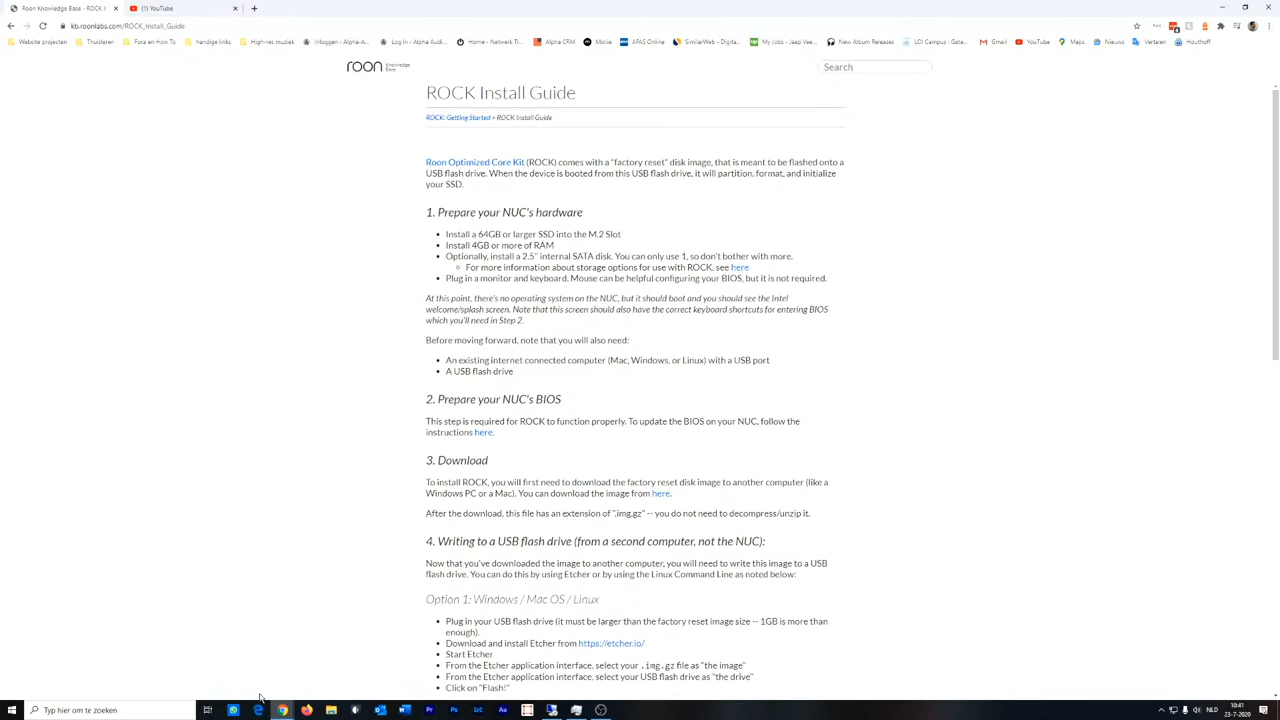 Roon Knowledge Base - ROCK I
(1) YouTube
kb.roonlabs.com/ROCK_Install_Guide
Website projecten
Thuisleren
Fora en How To
handige lights
High-res muziek
Inloggen - Alpha-A...
Log In - Alpha Audi...
Home - Netwerk Tr...
Alpha CRM
Mollie
AFAS Online
SimilarWeb - Digita...
My Jobs - Jaap Vee...
New Album Releases
LOI Campus : Gate...
Gmail
YouTube
Maps
Nieuws
Vertalen
Houthoff
roon Knowledge Base
Search
ROCK Install Guide
ROCK: Getting Started » ROCK Install Guide
Roon Optimized Core Kit (ROCK) comes with a "factory reset" disk image, that is meant to be flashed onto a
USB flash drive. When the device is booted from this USB flash drive, it will partition, format, and initialize
your SSD.
1. Prepare your NUC's hardware
• Install a 64GB or larger SSD into the M.2 Slot
• Install 4GB or more of RAM
• Optionally, install a 2.5" internal SATA disk. You can only use 1, so don't bother with more.
◦ For more information about storage options for use with ROCK, see here
• Plug in a monitor and keyboard. Mouse can be helpful configuring your BIOS, but it is not required.
At this point, there's no operating system on the NUC, but it should boot and you should see the Intel
welcome/splash screen. Note that this screen should also have the correct keyboard shortcuts for entering BIOS
which you'll need in Step 2.
Before moving forward, note that you will also need:
• An existing internet connected computer (Mac, Windows, or Linux) with a USB port
• A USB flash drive
2. Prepare your NUC's BIOS
This step is required for ROCK to function properly. To update the BIOS on your NUC, follow the
instructions here.
3. Download
To install ROCK, you will first need to download the factory reset disk image to another computer (like a
Windows PC or a Mac). You can download the image from here.
After the download, this file has an extension of ".img.gz" -- you do not need to decompress/unzip it.
4. Writing to a USB flash drive (from a second computer, not the NUC):
Now that you've downloaded the image to another computer, you will need to write this image to a USB
flash drive. You can do this by using Etcher or by using the Linux Command Line as noted below:
Option 1: Windows / Mac OS / Linux
• Plug in your USB flash drive (it must be larger than the factory reset image size -- 1GB is more than
enough).
• Download and install Etcher from https://etcher.io/
• Start Etcher
• From the Etcher application interface, select your .img.gz file as "the image"
• From the Etcher application interface, select your USB flash drive as "the drive"
• Click on "Flash!"
Typ hier om te zoeken
NLD
10:41
23-7-2020